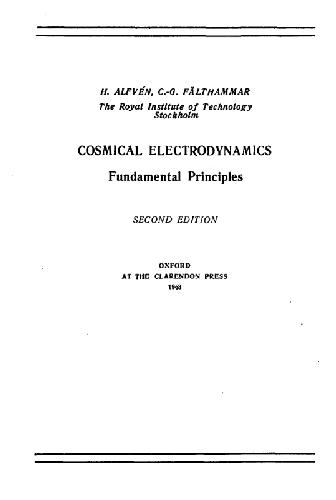 H. ALFVÉN, C.-G. FÄLTHAMMAR
The Royal Institute of Technology
Stockholm
COSMICAL ELECTRODYNAMICS
Fundamental Principles
SECOND EDITION
OXFORD
AT THE CLARENDON PRESS
1963